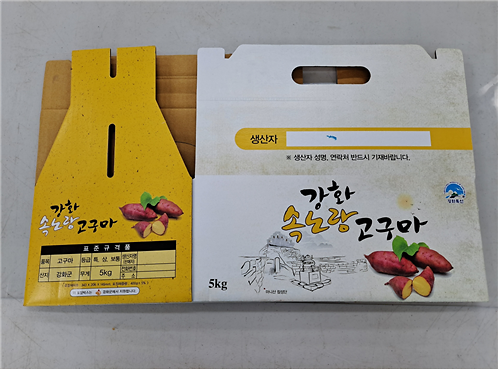 강화
속노랑
고구마
표준규격품
품목 고구마 등급 특, 상, 보통
산지 강화군 무게 5kg
생산자
※ 생산자 성명, 연락처 반드시 기재바랍니다.
강화
속노랑 고구마
5kg